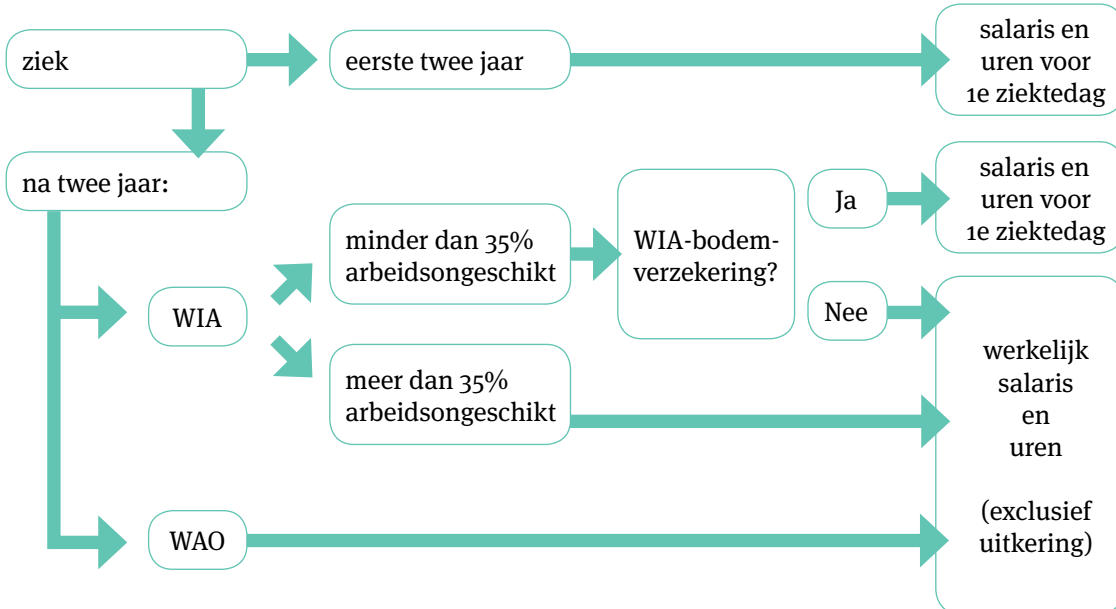 ziek
eerste twee jaar
salaris en
uren voor
1e ziektedag
na twee jaar:
WIA
minder dan 35%
arbeidsongeschikt
WIA-bodem-
verzekering?
Ja
salaris en
uren voor
1e ziektedag
Nee
meer dan 35%
arbeidsongeschikt
WAO
werkelijk
salaris
en
uren
(exclusief
uitkering)